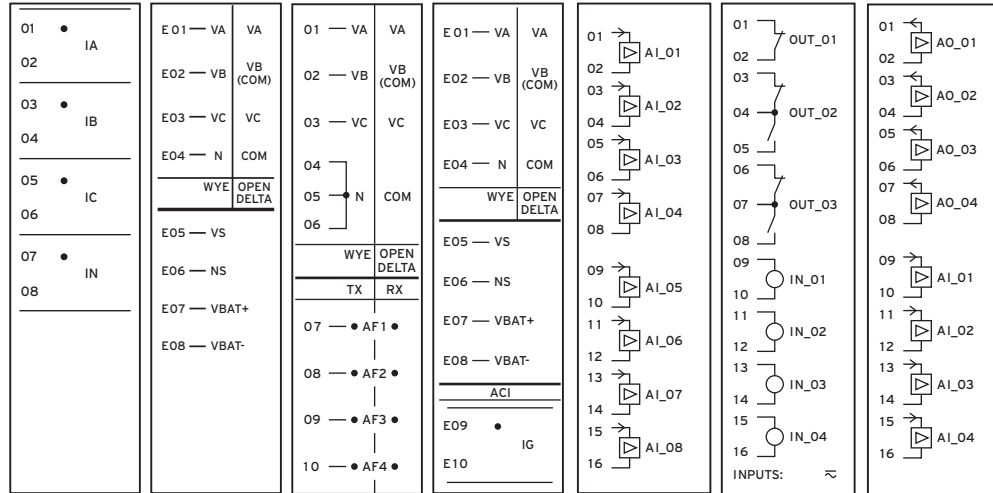 01 IA
02
03 IB
04
05 IC
06
07 IN
08
E01 VA VA
E02 VB VB
(COM)
E03 VC VC
E04 N COM
WYE OPEN
DELTA
E05 VS
E06 NS
E07 VBAT+
E08 VBAT-
01 VA VA
02 VB VB
(COM)
03 VC VC
04
05 N COM
06
WYE OPEN
DELTA
TX RX
07 AF1
08 AF2
09 AF3
10 AF4
E01 VA VA
E02 VB VB
(COM)
E03 VC VC
E04 N COM
WYE OPEN
DELTA
E05 VS
E06 NS
E07 VBAT+
E08 VBAT-
ACI
E09
IG
E10
01
AI_01
02
03
AI_02
04
05
AI_03
06
07
AI_04
08
09
AI_05
10
11
AI_06
12
13
AI_07
14
15
AI_08
16
01
OUT_01
02
03
04 OUT_02
05
06
07 OUT_03
08
09
IN_01
10
11
IN_02
12
13
IN_03
14
15
IN_04
16
INPUTS:
01
AO_01
02
03
AO_02
04
05
AO_03
06
07
AO_04
08
09
AI_01
10
11
AI_02
12
13
AI_03
14
15
AI_04
16